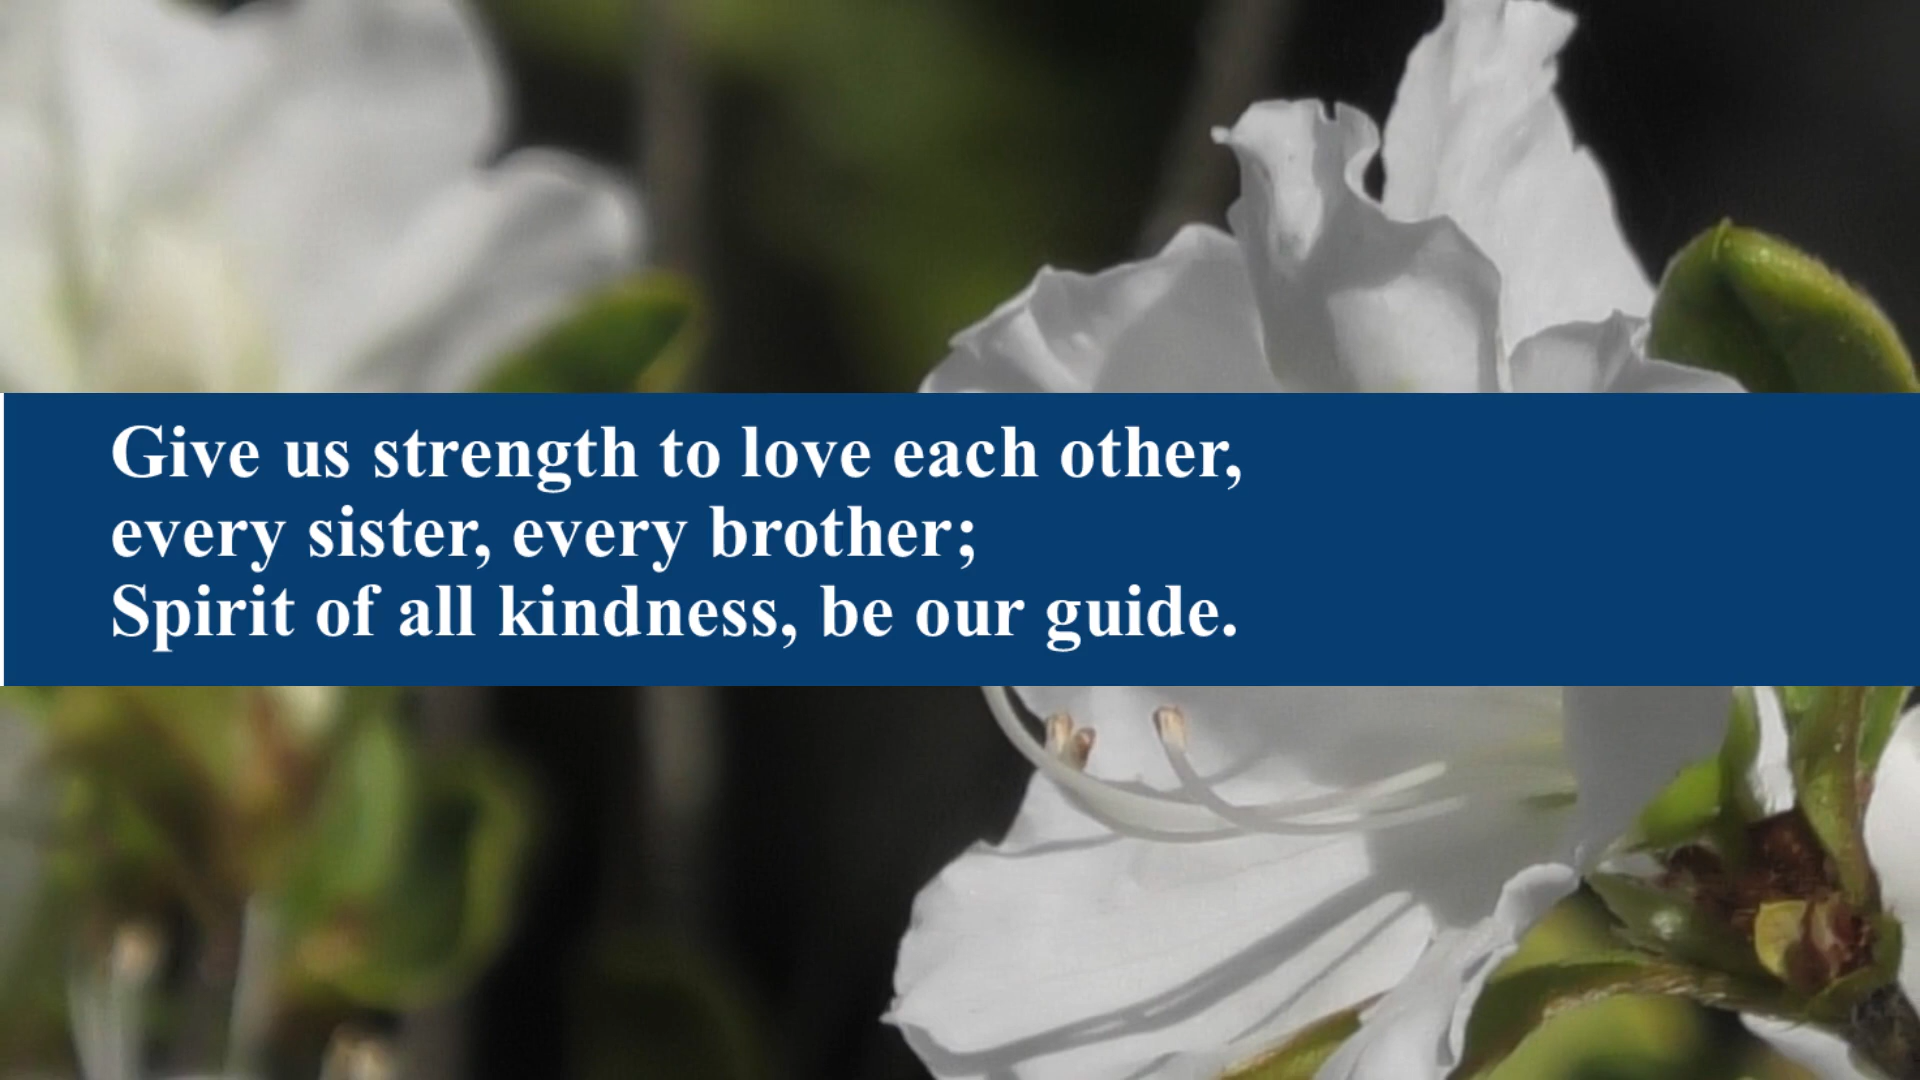 Give us strength to love each other,
every sister, every brother;
Spirit of all kindness, be our guide.